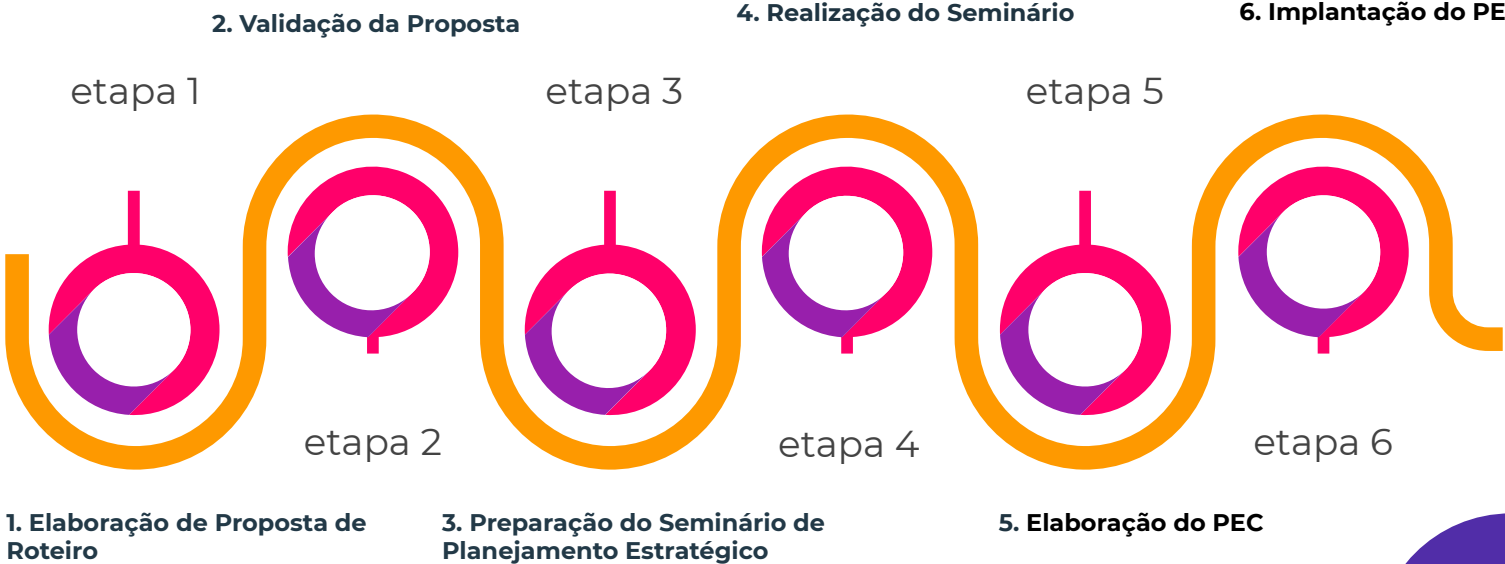 2. Validação da Proposta
4. Realização do Seminário
6. Implantação do PE
etapa 1
etapa 3
etapa 5
etapa 2
etapa 4
etapa 6
1. Elaboração de Proposta de
Roteiro
3. Preparação do Seminário de
Planejamento Estratégico
5. Elaboração do PEC